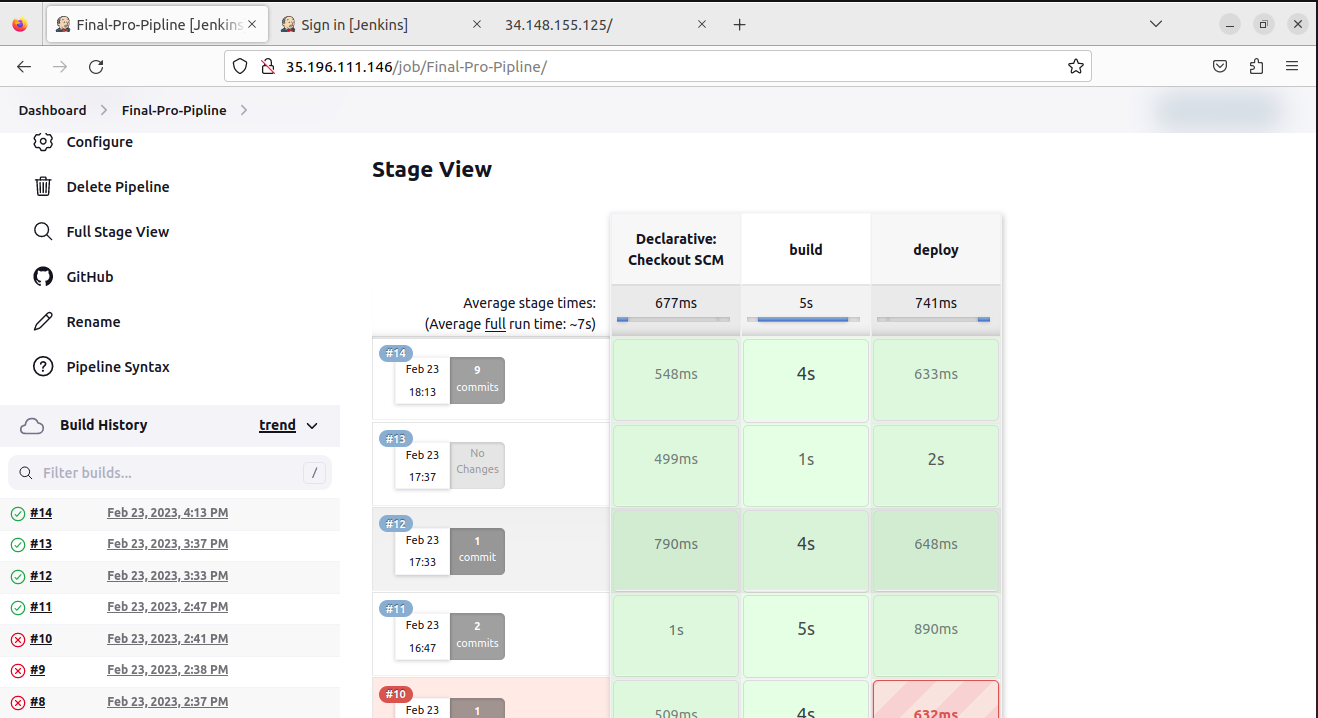 Final-Pro-Pipline [Jenkins
Sign in [Jenkins]
34.148.155.125/
35.196.111.146/job/Final-Pro-Pipline/
Dashboard
Final-Pro-Pipline
Configure
Delete Pipeline
Full Stage View
GitHub
Rename
Pipeline Syntax
Build History
trend
Filter builds...
/
#14 Feb 23, 2023, 4:13 PM
#13 Feb 23, 2023, 3:37 PM
#12 Feb 23, 2023, 3:33 PM
#11 Feb 23, 2023, 2:47 PM
#10 Feb 23, 2023, 2:41 PM
#9 Feb 23, 2023, 2:38 PM
#8 Feb 23, 2023, 2:37 PM
Stage View
Declarative:
Checkout SCM
build
deploy
Average stage times:
(Average full run time: ~7s)
677ms
5s
741ms
#14
Feb 23
18:13
9
commits
548ms
4s
633ms
#13
Feb 23
17:37
No
Changes
499ms
1s
2s
#12
Feb 23
17:33
1
commit
790ms
4s
648ms
#11
Feb 23
16:47
2
commits
1s
5s
890ms
#10
Feb 23
1
509ms
4s
632ms